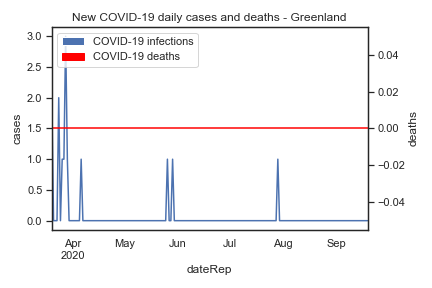 New COVID-19 daily cases and deaths - Greenland
COVID-19 infections
COVID-19 deaths
3.0
2.5
2.0
1.5
1.0
0.5
0.0
cases
0.04
0.02
0.00
−0.02
−0.04
deaths
Apr May Jun Jul Aug Sep
2020
dateRep